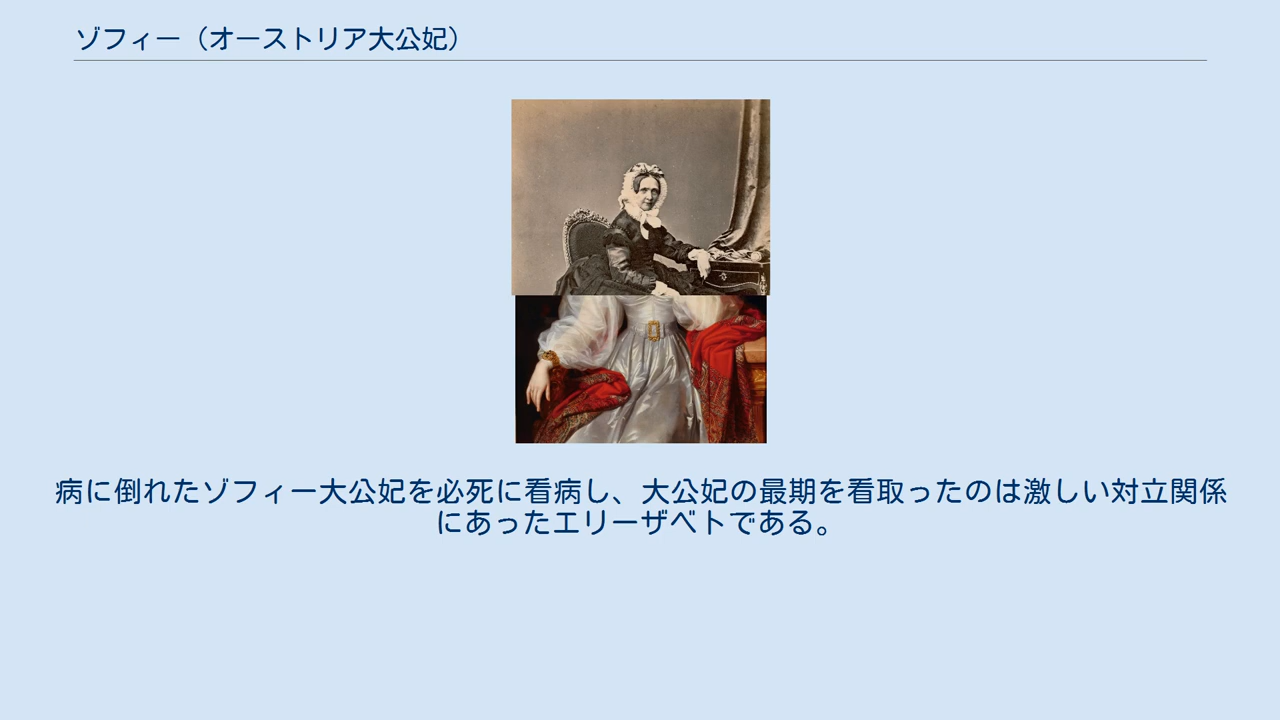 ゾフィー（オーストリア大公妃）
病に倒れたゾフィー大公妃を必死に看病し、大公妃の最期を看取ったのは激しい対立関係
にあったエリーザベトである。